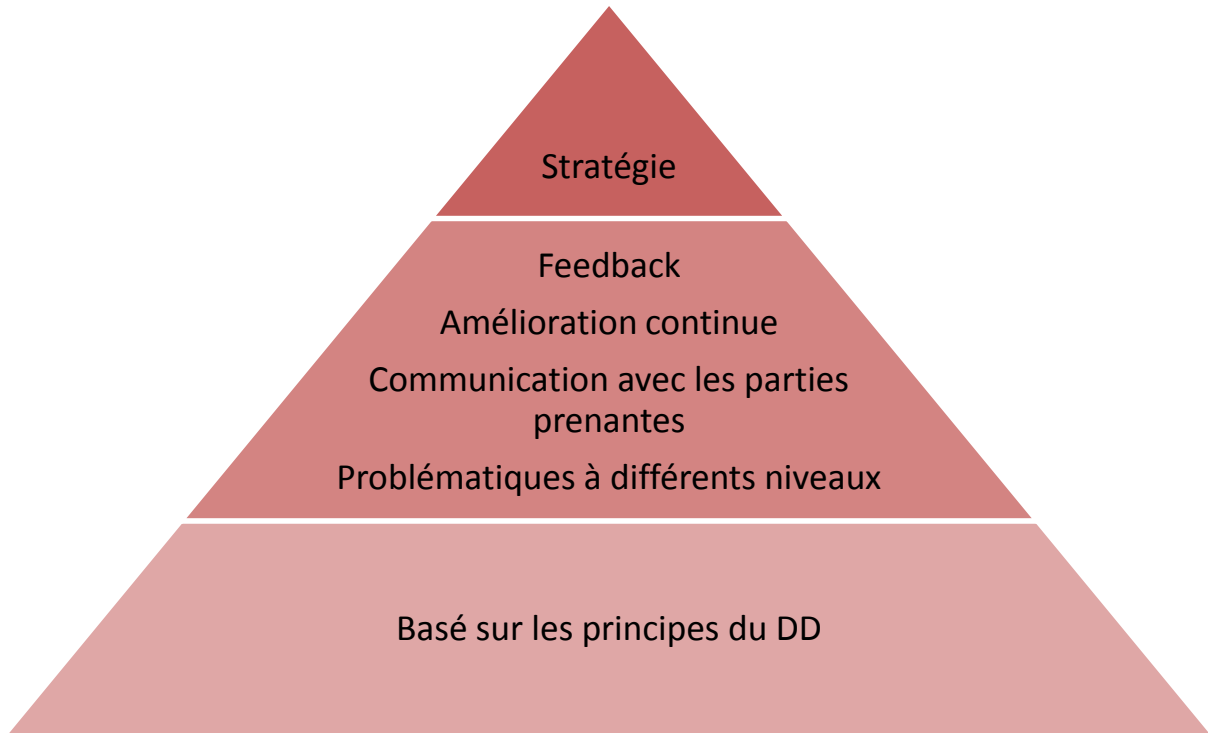 Stratégie
Feedback
Amélioration continue
Communication avec les parties
prenantes
Problématiques à différents niveaux
Basé sur les principes du DD